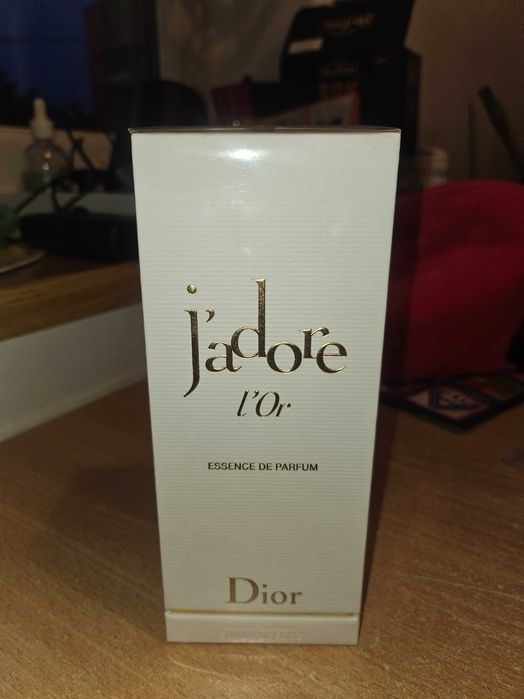 j'adore
l'Or
ESSENCE DE PARFUM
Dior